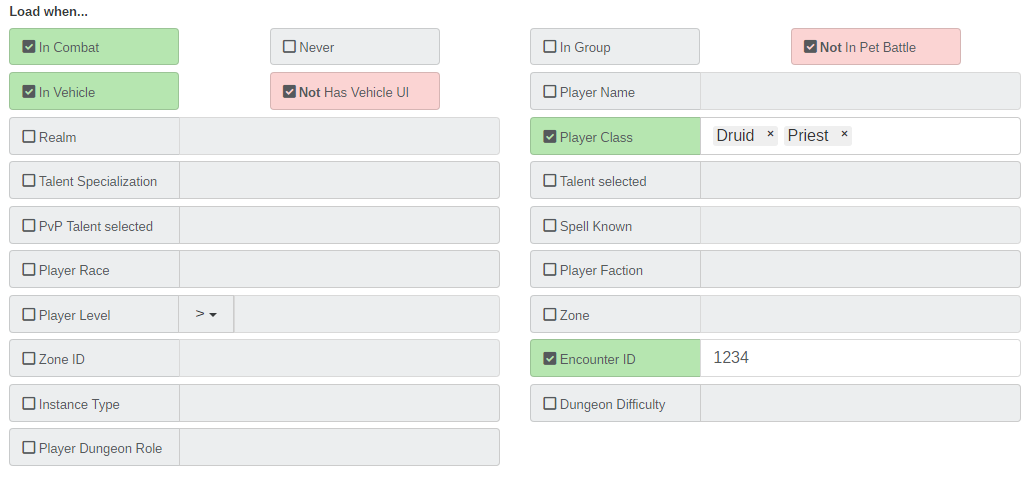 Load when...
In Combat
Never
In Group
Not In Pet Battle
In Vehicle
Not Has Vehicle UI
Player Name
Realm
Player Class
Druid ×
Priest ×
Talent Specialization
Talent selected
PvP Talent selected
Spell Known
Player Race
Player Faction
Player Level
>
Zone
Zone ID
Encounter ID
1234
Instance Type
Dungeon Difficulty
Player Dungeon Role